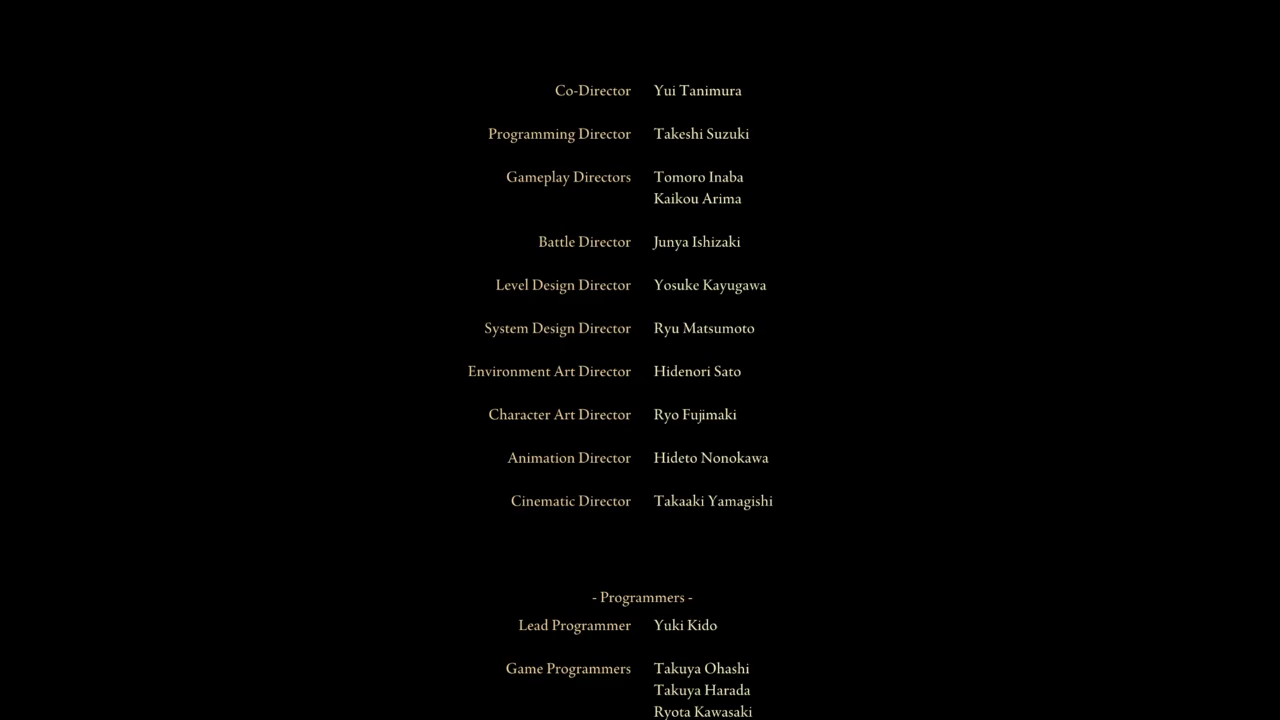 Co-Director Yui Tanimura
Programming Director Takeshi Suzuki
Gameplay Directors Tomoro Inaba
Kaikou Arima
Battle Director Junya Ishizaki
Level Design Director Yosuke Kayugawa
System Design Director Ryu Matsumoto
Environment Art Director Hidenori Sato
Character Art Director Ryo Fujimaki
Animation Director Hideto Nonokawa
Cinematic Director Takaaki Yamagishi
- Programmers -
Lead Programmer Yuki Kido
Game Programmers Takuya Ohashi
Takuya Harada
Ryota Kawasaki